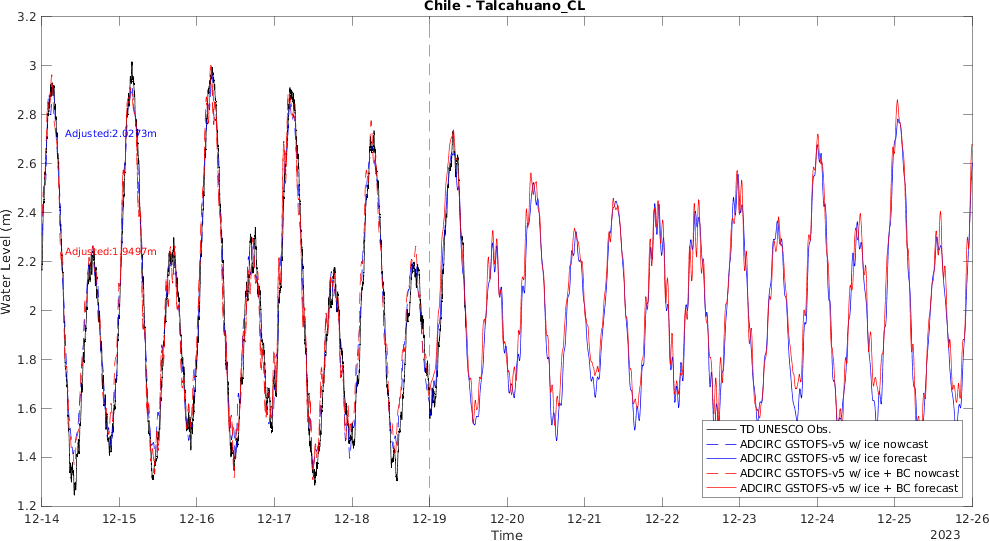 Chile - Talcahuano_CL
3.2
3
2.8
2.6
2.4
2.2
2
1.8
1.6
1.4
1.2
Water Level (m)
Adjusted:2.0273m
Adjusted:1.9497m
TD UNESCO Obs.
ADCIRC GSTOFS-v5 w/ ice nowcast
ADCIRC GSTOFS-v5 w/ ice forecast
ADCIRC GSTOFS-v5 w/ ice + BC nowcast
ADCIRC GSTOFS-v5 w/ ice + BC forecast
12-14 12-15 12-16 12-17 12-18 12-19 12-20 12-21 12-22 12-23 12-24 12-25 12-26
Time
2023